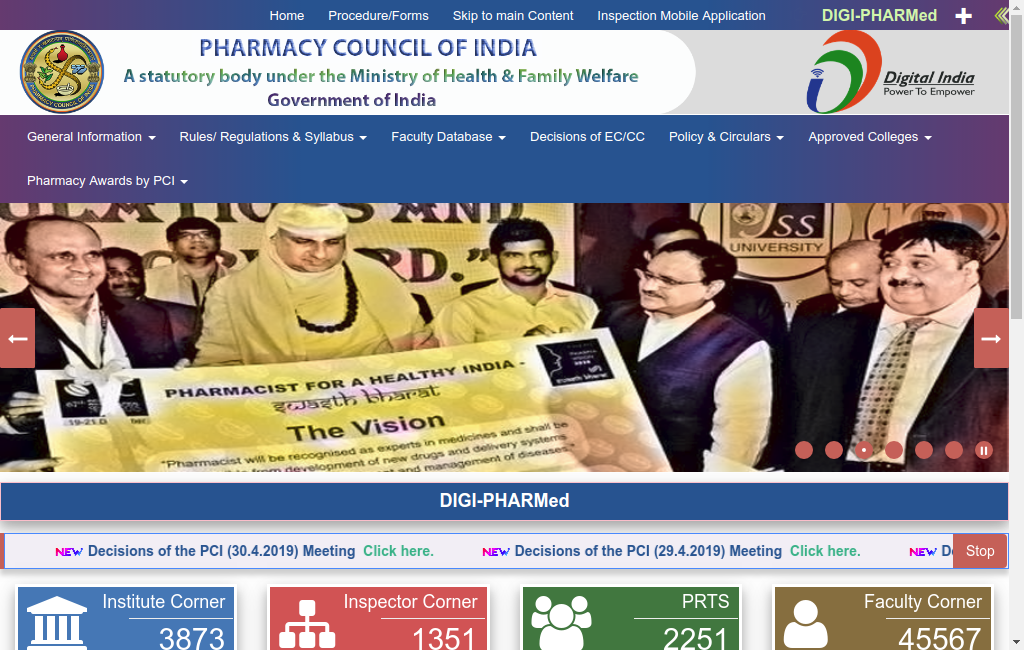 Home Procedure/Forms Skip to main Content Inspection Mobile Application DIGI-PHARMed
PHARMACY COUNCIL OF INDIA
A statutory body under the Ministry of Health & Family Welfare
Government of India
Digital India
Power To Empower
General Information Rules/ Regulations & Syllabus Faculty Database Decisions of EC/CC Policy & Circulars Approved Colleges
Pharmacy Awards by PCI
JSS
UNIVERSITY
PHARMACIST FOR A HEALTHY INDIA -
swasth bharat
The Vision
"Pharmacist will be recognised as experts in medicines and shall be
development of new drugs and delivery systems
and management of diseases."
DIGI-PHARMed
NEW Decisions of the PCI (30.4.2019) Meeting Click here. NEW Decisions of the PCI (29.4.2019) Meeting Click here. NEW D Stop
Institute Corner
3873
Inspector Corner
1351
PRTS
2251
Faculty Corner
45567